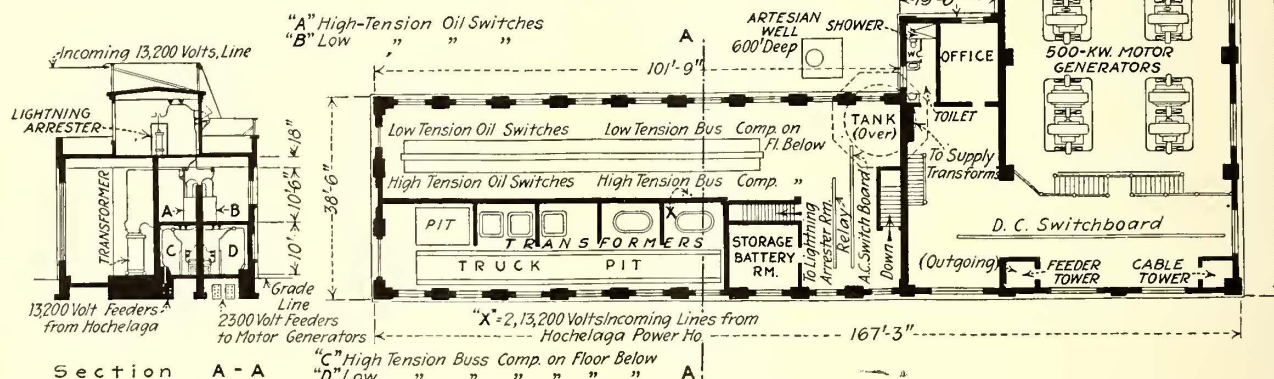 "A" High-Tension Oil Switches
"B" Low „ „ „
Incoming 13,200 Volts, Line
LIGHTNING
ARRESTER
TRANSFORMER
A
B
C
D
18"
10'6"
10'
Grade
Line
13200 Volt Feeders
from Hochelaga
2300 Volt Feeders
to Motor Generators
Section A-A
A
101'-9"
38'-6"
ARTESIAN
WELL
600' Deep
SHOWER
W.C.
OFFICE
TOILET
19'-0"
500-KW. MOTOR
GENERATORS
Low Tension Oil Switches Low Tension Bus Comp. on
Fl. Below
High Tension Oil Switches High Tension Bus Comp. „
TANK
(Over)
To Supply
Transforms
X
PIT
TRANSFORMERS
TRUCK PIT
STORAGE
BATTERY
RM.
To Lightning
Arrester Rm.
Relay
A.C. Switch Board
Down
D.C. Switchboard
(Outgoing)
FEEDER
TOWER
CABLE
TOWER
"X"=2,13,200 Volts Incoming Lines from
Hochelaga Power Ho.
167'-3"
"C" High Tension Buss Comp. on Floor Below
"D" Low „ „ „ „ „ „
A